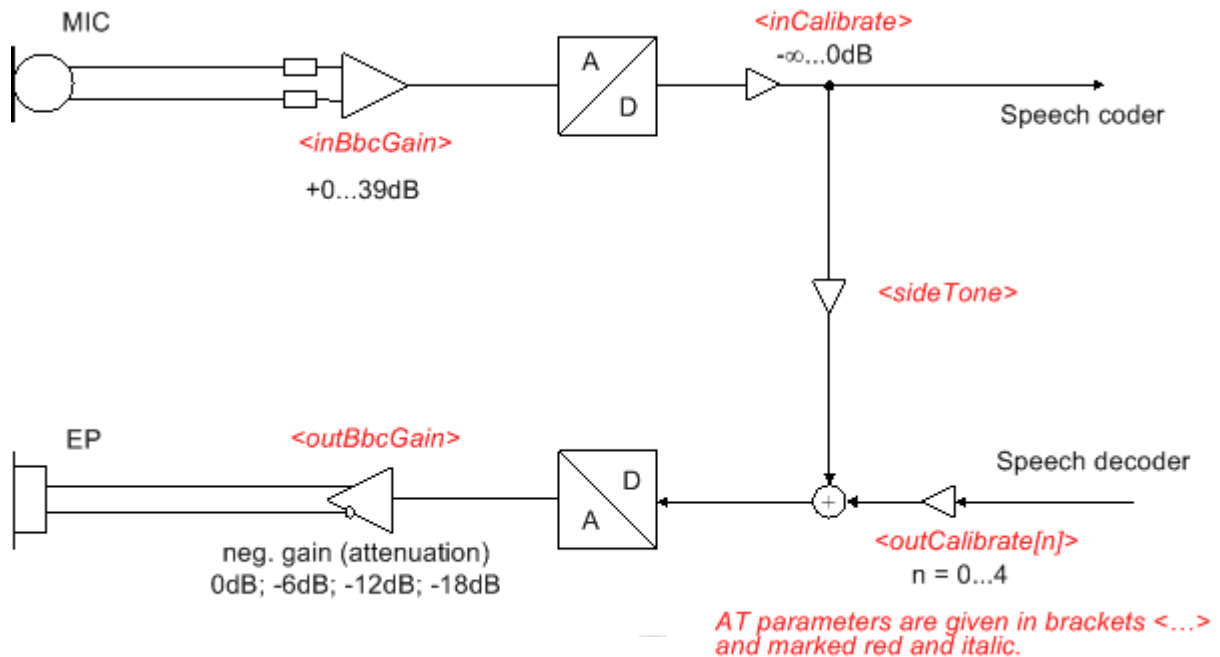 MIC
<inCalibrate>
-∞...0dB
A
D
Speech coder
<inBbcGain>
+0...39dB
<sideTone>
EP
<outBbcGain>
D
A
Speech decoder
+
<outCalibrate[n]>
n = 0...4
neg. gain (attenuation)
0dB; -6dB; -12dB; -18dB
AT parameters are given in brackets <...>
and marked red and italic.